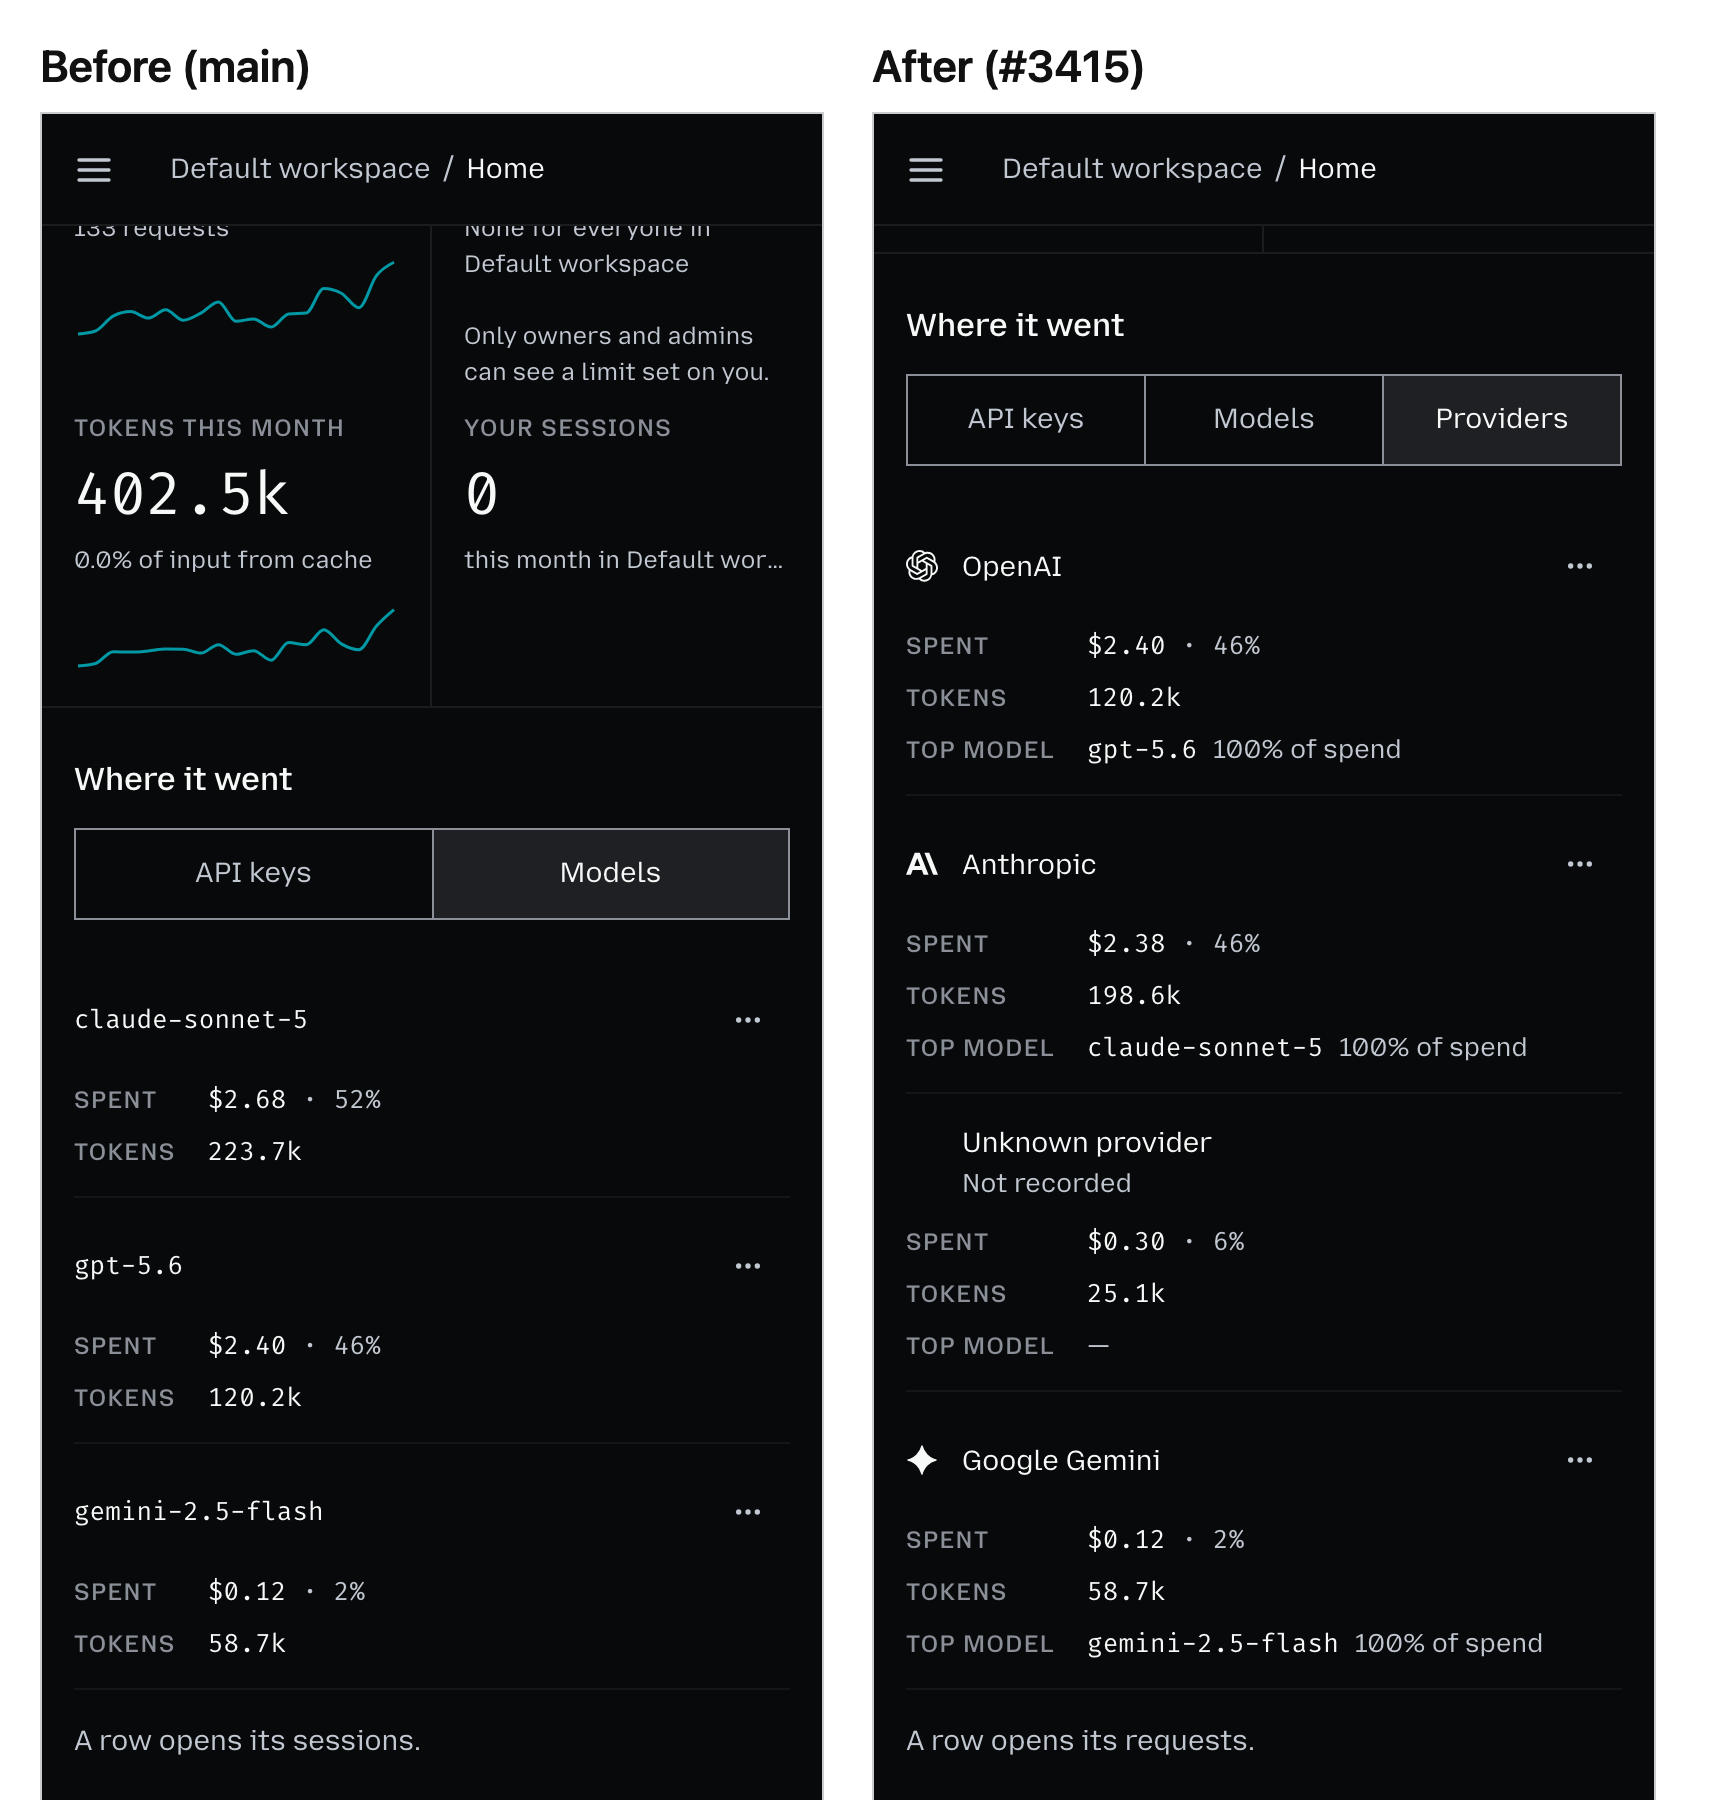 Before (main)
Default workspace / Home
133 requests
None for everyone in
Default workspace
Only owners and admins
can see a limit set on you.
TOKENS THIS MONTH
402.5k
0.0% of input from cache
YOUR SESSIONS
0
this month in Default wor...
Where it went
API keys
Models
claude-sonnet-5
SPENT $2.68 · 52%
TOKENS 223.7k
gpt-5.6
SPENT $2.40 · 46%
TOKENS 120.2k
gemini-2.5-flash
SPENT $0.12 · 2%
TOKENS 58.7k
A row opens its sessions.
After (#3415)
Default workspace / Home
Where it went
API keys
Models
Providers
OpenAI
SPENT $2.40 · 46%
TOKENS 120.2k
TOP MODEL gpt-5.6 100% of spend
Anthropic
SPENT $2.38 · 46%
TOKENS 198.6k
TOP MODEL claude-sonnet-5 100% of spend
Unknown provider
Not recorded
SPENT $0.30 · 6%
TOKENS 25.1k
TOP MODEL —
Google Gemini
SPENT $0.12 · 2%
TOKENS 58.7k
TOP MODEL gemini-2.5-flash 100% of spend
A row opens its requests.